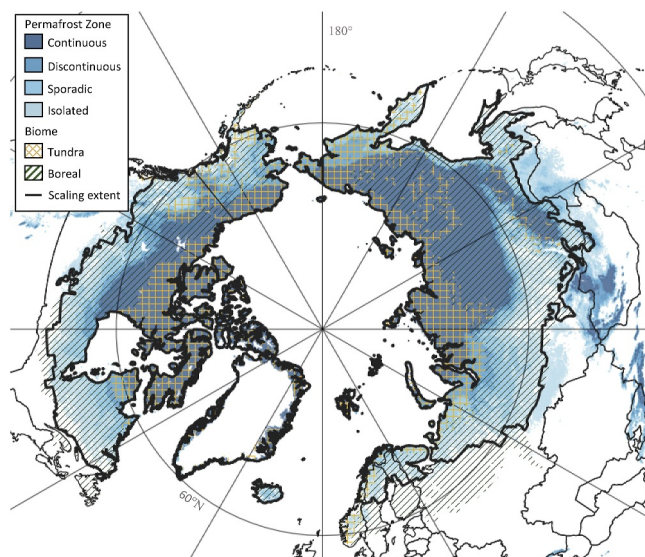 Permafrost Zone
Continuous
Discontinuous
Sporadic
Isolated
Biome
Tundra
Boreal
Scaling extent
180°
60°N